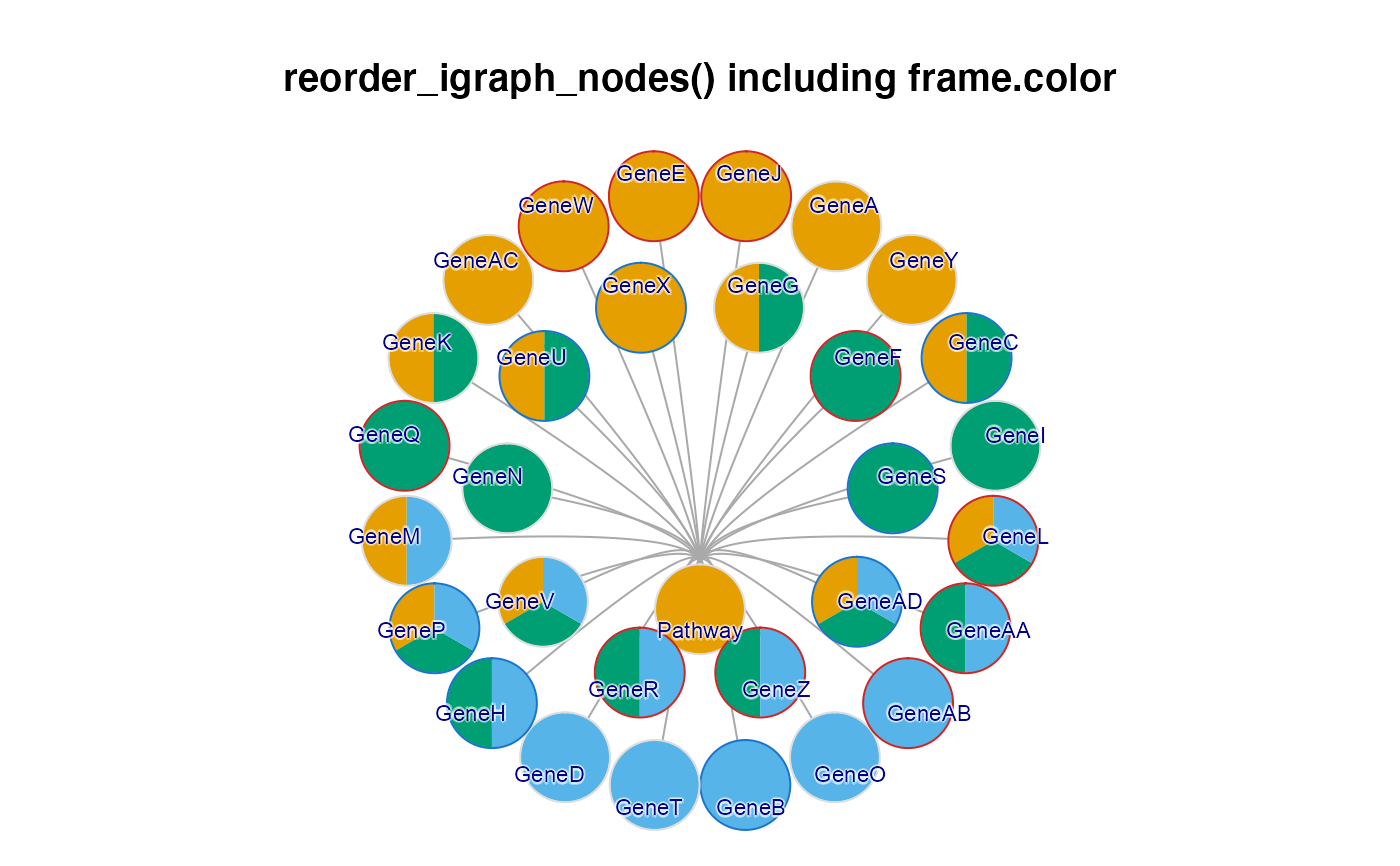 reorder_igraph_nodes() including frame.color
GeneE
GeneJ
GeneW
GeneA
GeneAC
GeneY
GeneX
GeneG
GeneK
GeneU
GeneF
GeneC
GeneQ
GeneI
GeneN
GeneS
GeneM
GeneL
GeneV
GeneAD
GeneP
Pathway
GeneAA
GeneR
GeneZ
GeneH
GeneAB
GeneD
GeneO
GeneT
GeneB